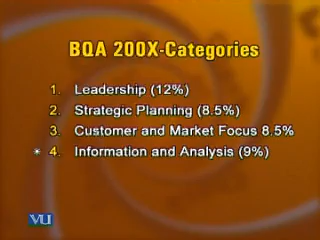 BQA 200X-Categories
1. Leadership (12%)
2. Strategic Planning (8.5%)
3. Customer and Market Focus 8.5%
* 4. Information and Analysis (9%)
VU